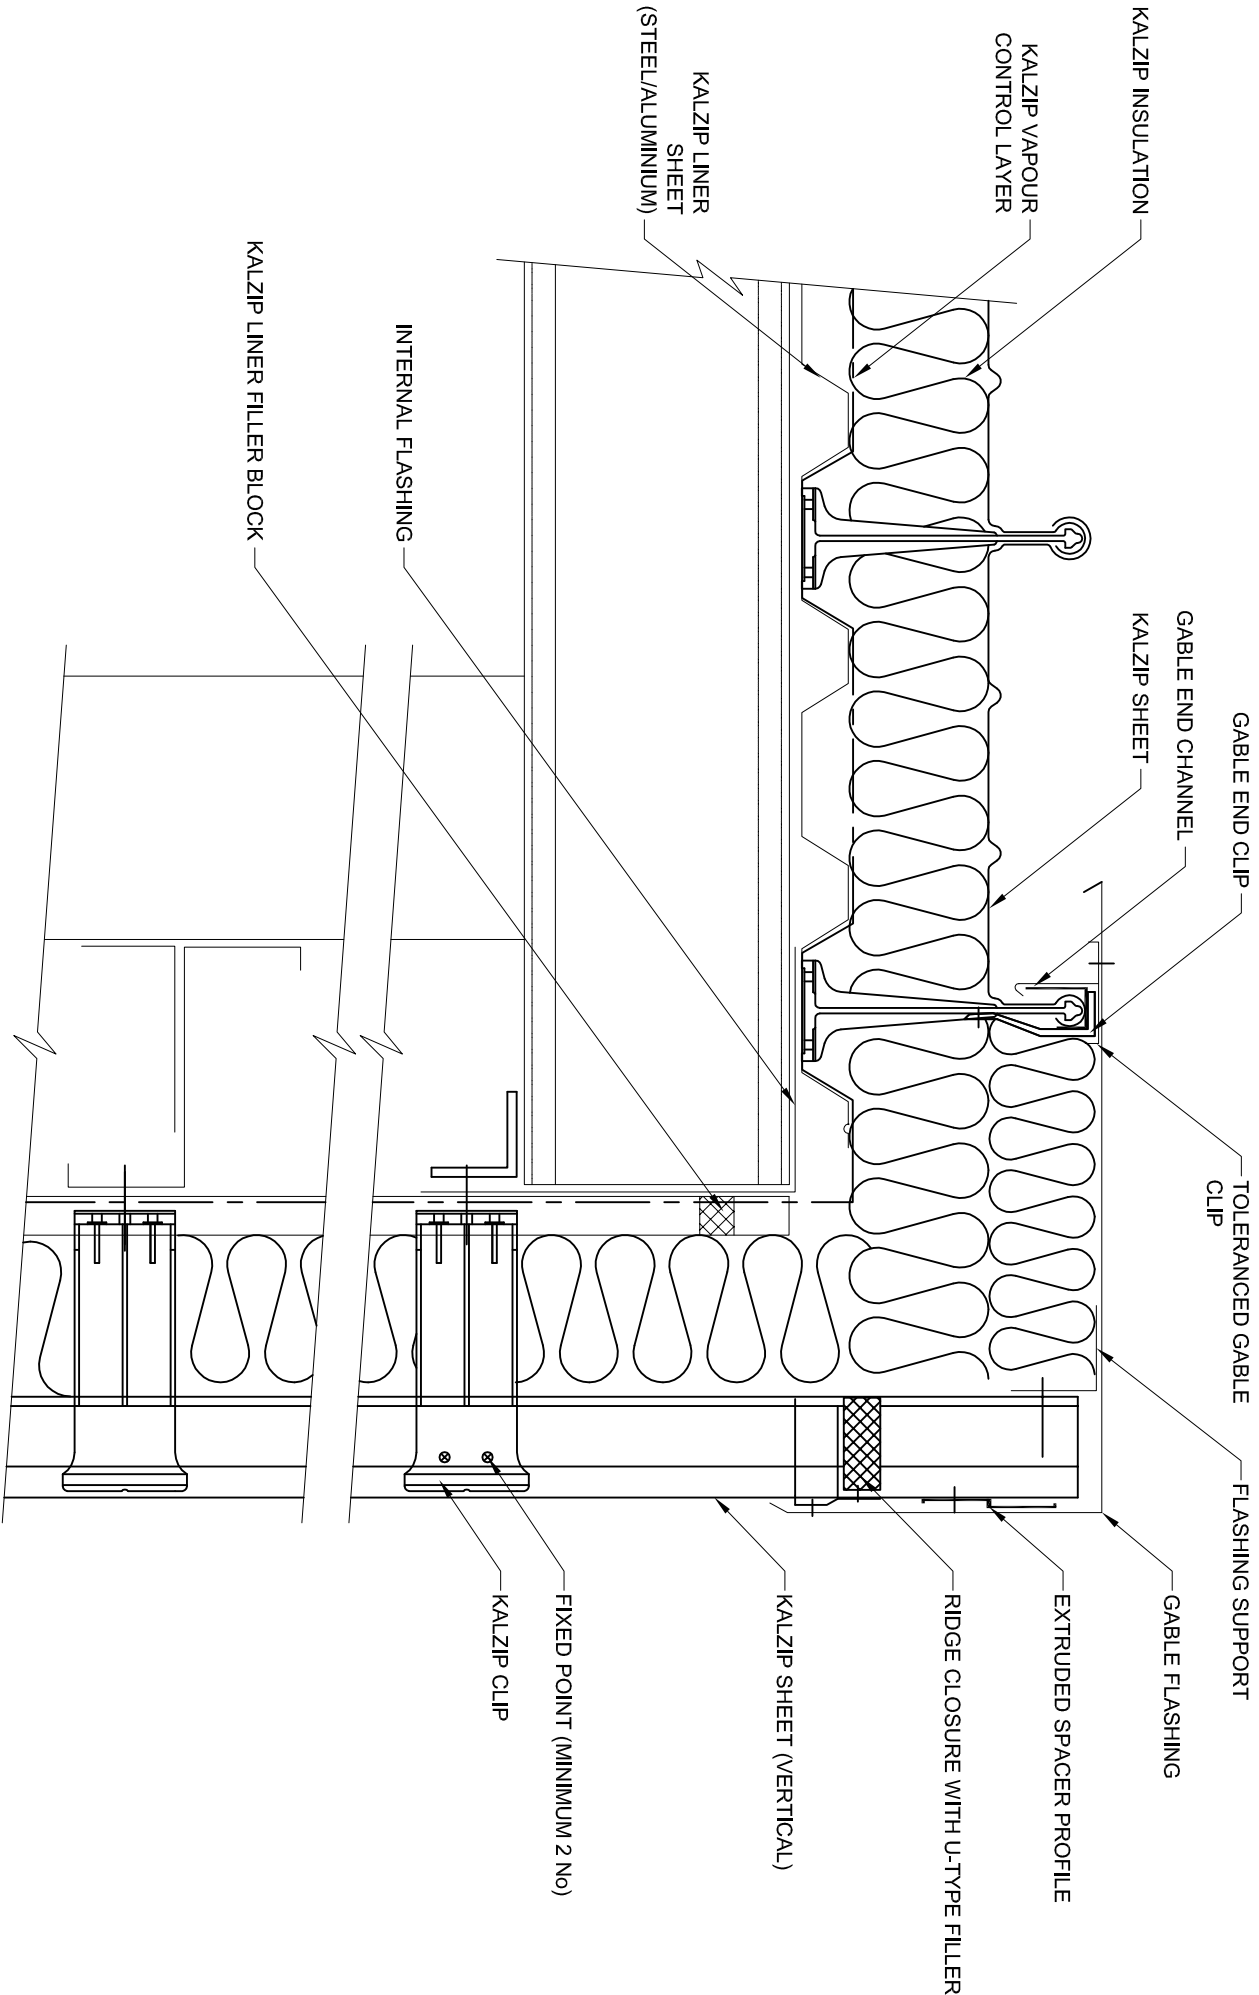 KALZIP INSULATION
KALZIP VAPOUR
CONTROL LAYER
KALZIP LINER
SHEET
(STEEL/ALUMINIUM)
KALZIP LINER FILLER BLOCK
INTERNAL FLASHING
GABLE END CLIP
GABLE END CHANNEL
KALZIP SHEET
TOLERANCED GABLE
CLIP
FLASHING SUPPORT
GABLE FLASHING
EXTRUDED SPACER PROFILE
RIDGE CLOSURE WITH U-TYPE FILLER
KALZIP SHEET (VERTICAL)
FIXED POINT (MINIMUM 2 No)
KALZIP CLIP